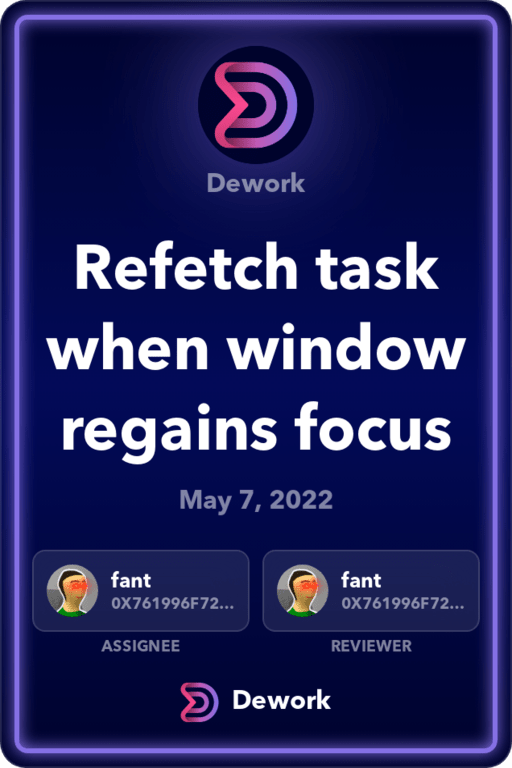 Dework
Refetch task
when window
regains focus
May 7, 2022
fant
0X761996F72...
ASSIGNEE
fant
0X761996F72...
REVIEWER
Dework